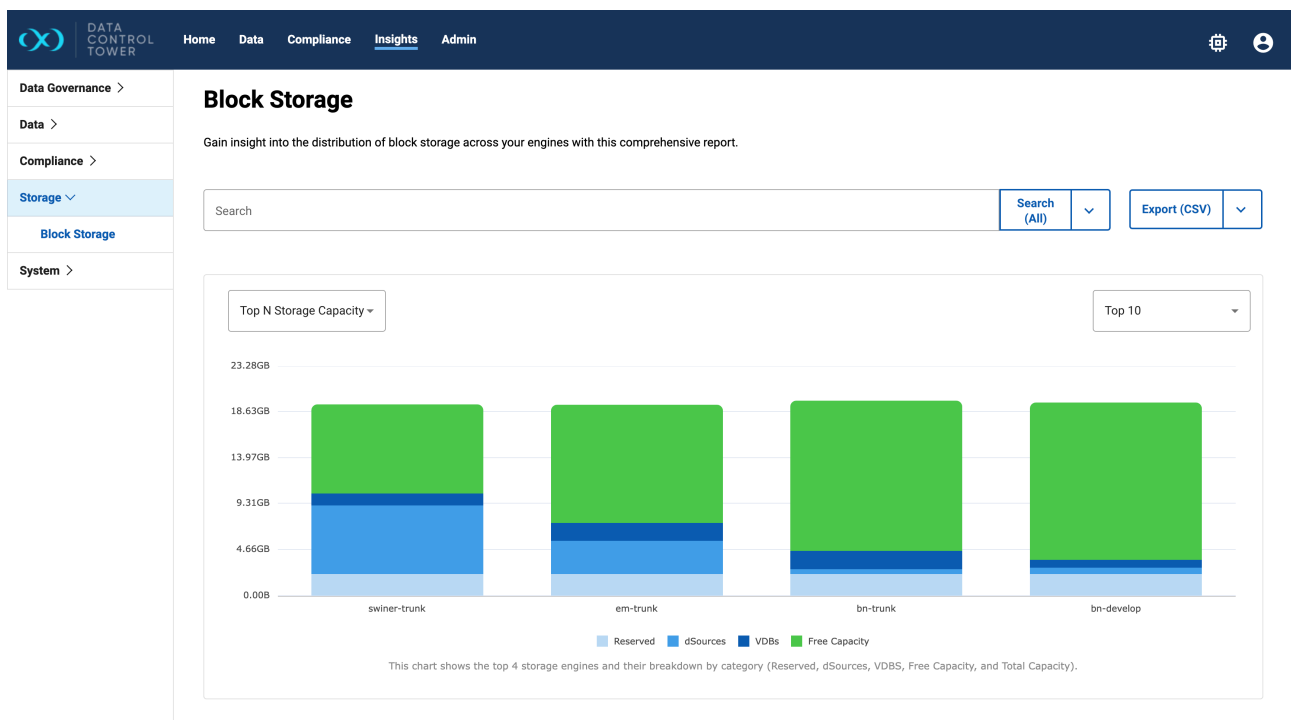 DATA
CONTROL
TOWER
Home
Data
Compliance
Insights
Admin
Data Governance
Data
Compliance
Storage
Block Storage
System
Block Storage
Gain insight into the distribution of block storage across your engines with this comprehensive report.
Search
Search
(All)
Export (CSV)
Top N Storage Capacity
Top 10
23.28GB
18.63GB
13.97GB
9.31GB
4.66GB
0.00B
swiner-trunk
em-trunk
bn-trunk
bn-develop
Reserved
dSources
VDBs
Free Capacity
This chart shows the top 4 storage engines and their breakdown by category (Reserved, dSources, VDBS, Free Capacity, and Total Capacity).